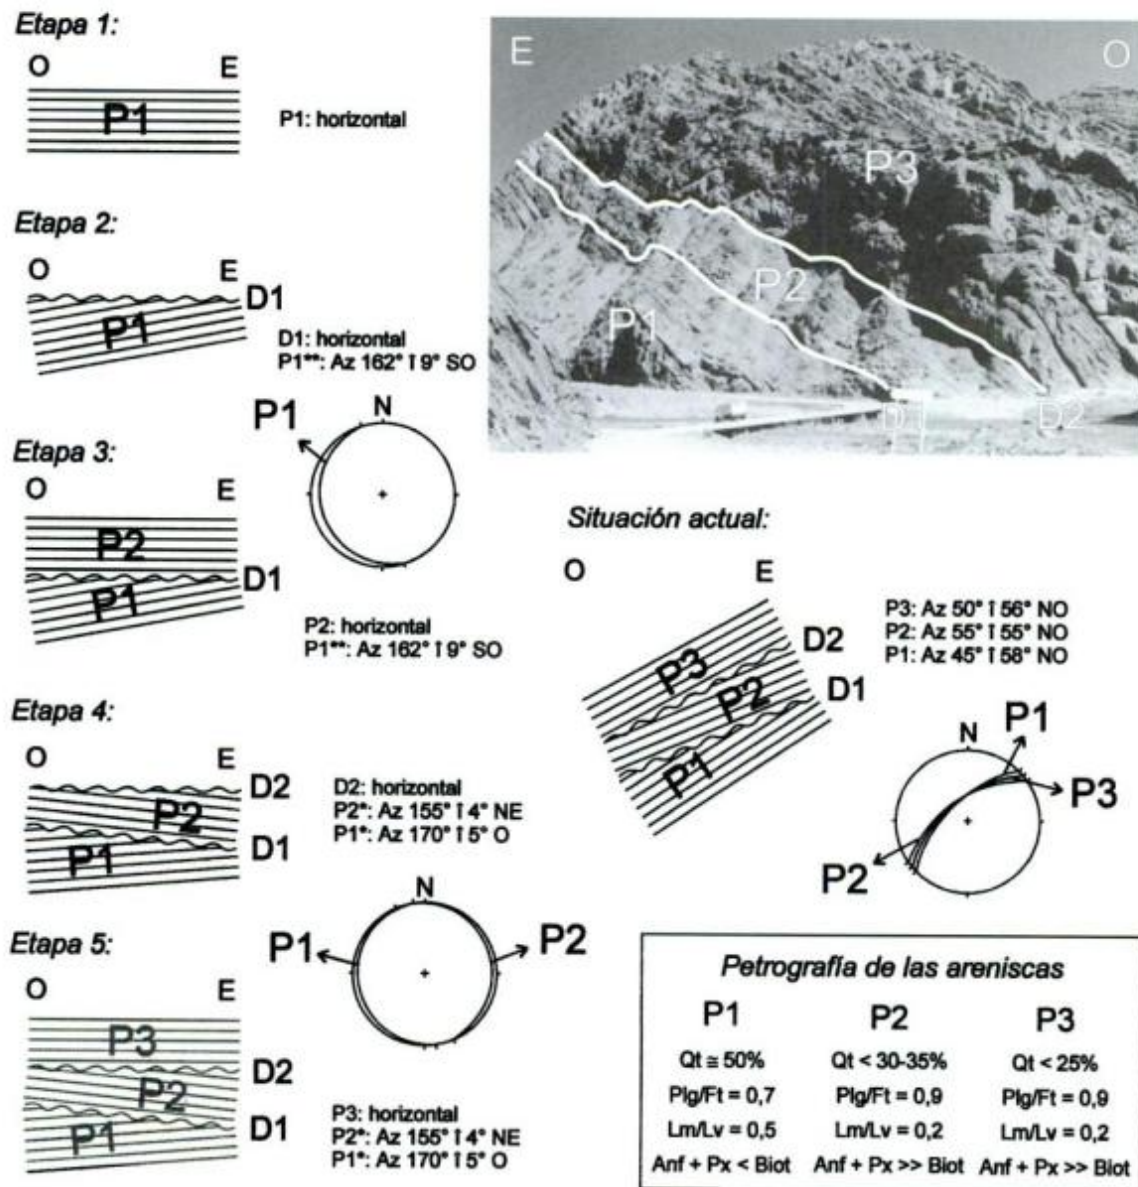 Etapa 1:
O E
P1
P1: horizontal
Etapa 2:
O E
D1
P1
D1: horizontal
P1**: Az 162° Î 9° SO
P1
N
Etapa 3:
O E
P2
D1
P1
P2: horizontal
P1**: Az 162° Î 9° SO
Etapa 4:
O E
D2
P2
D1
P1
D2: horizontal
P2*: Az 155° Î 4° NE
P1*: Az 170° Î 5° O
N
P1 P2
Etapa 5:
O E
P3
D2
P2
D1
P1
P3: horizontal
P2*: Az 155° Î 4° NE
P1*: Az 170° Î 5° O
E O
P3
P2
P1
D1 D2
Situación actual:
O E
D2
P3
D1
P2
P1
P3: Az 50° Î 56° NO
P2: Az 55° Î 55° NO
P1: Az 45° Î 58° NO
N
P1
P3
P2
Petrografía de las areniscas
P1 P2 P3
Qt ≅ 50% Qt < 30-35% Qt < 25%
Plg/Ft = 0,7 Plg/Ft = 0,9 Plg/Ft = 0,9
Lm/Lv = 0,5 Lm/Lv = 0,2 Lm/Lv = 0,2
Anf + Px < Biot Anf + Px >> Biot Anf + Px >> Biot